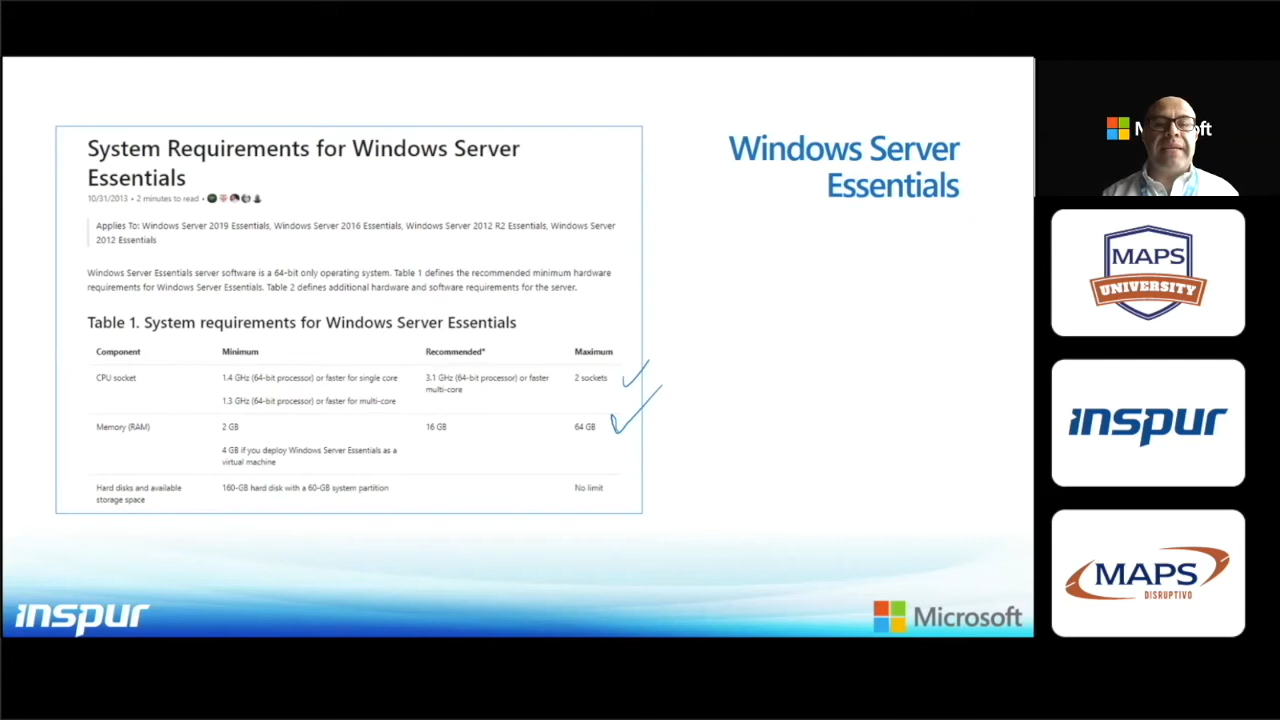 System Requirements for Windows Server
Essentials
10/31/2013 • 2 minutes to read •
Applies To: Windows Server 2019 Essentials, Windows Server 2016 Essentials, Windows Server 2012 R2 Essentials, Windows Server
2012 Essentials
Windows Server Essentials server software is a 64-bit only operating system. Table 1 defines the recommended minimum hardware
requirements for Windows Server Essentials. Table 2 defines additional hardware and software requirements for the server.
Table 1. System requirements for Windows Server Essentials
Component Minimum Recommended* Maximum
CPU socket 1.4 GHz (64-bit processor) or faster for single core 3.1 GHz (64-bit processor) or faster 2 sockets
multi-core
1.3 GHz (64-bit processor) or faster for multi-core
Memory (RAM) 2 GB 16 GB 64 GB
4 GB if you deploy Windows Server Essentials as a
virtual machine
Hard disks and available 160-GB hard disk with a 60-GB system partition No limit
storage space
Windows Server
Essentials
inspur
Microsoft
Microsoft
MAPS
UNIVERSITY
inspur
MAPS
DISRUPTIVO